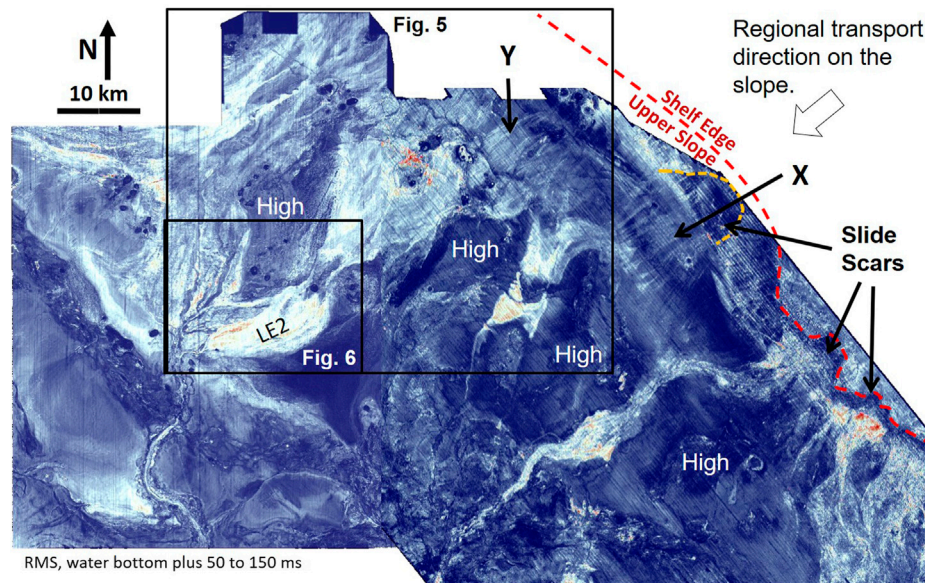 Fig. 5
N
10 km
Y
Regional transport
direction on the
slope.
Shelf Edge
Upper Slope
X
High
High
Slide
Scars
LE2
High
Fig. 6
High
RMS, water bottom plus 50 to 150 ms